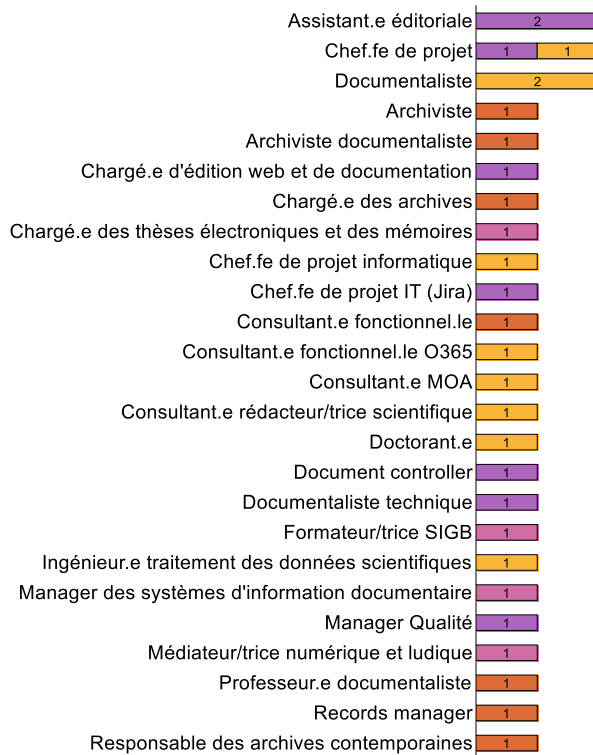 Assistant.e éditoriale 2
Chef.fe de projet 1 1
Documentaliste 2
Archiviste 1
Archiviste documentaliste 1
Chargé.e d'édition web et de documentation 1
Chargé.e des archives 1
Chargé.e des thèses électroniques et des mémoires 1
Chef.fe de projet informatique 1
Chef.fe de projet IT (Jira) 1
Consultant.e fonctionnel.le 1
Consultant.e fonctionnel.le O365 1
Consultant.e MOA 1
Consultant.e rédacteur/trice scientifique 1
Doctorant.e 1
Document controller 1
Documentaliste technique 1
Formateur/trice SIGB 1
Ingénieur.e traitement des données scientifiques 1
Manager des systèmes d'information documentaire 1
Manager Qualité 1
Médiateur/trice numérique et ludique 1
Professeur.e documentaliste 1
Records manager 1
Responsable des archives contemporaines 1